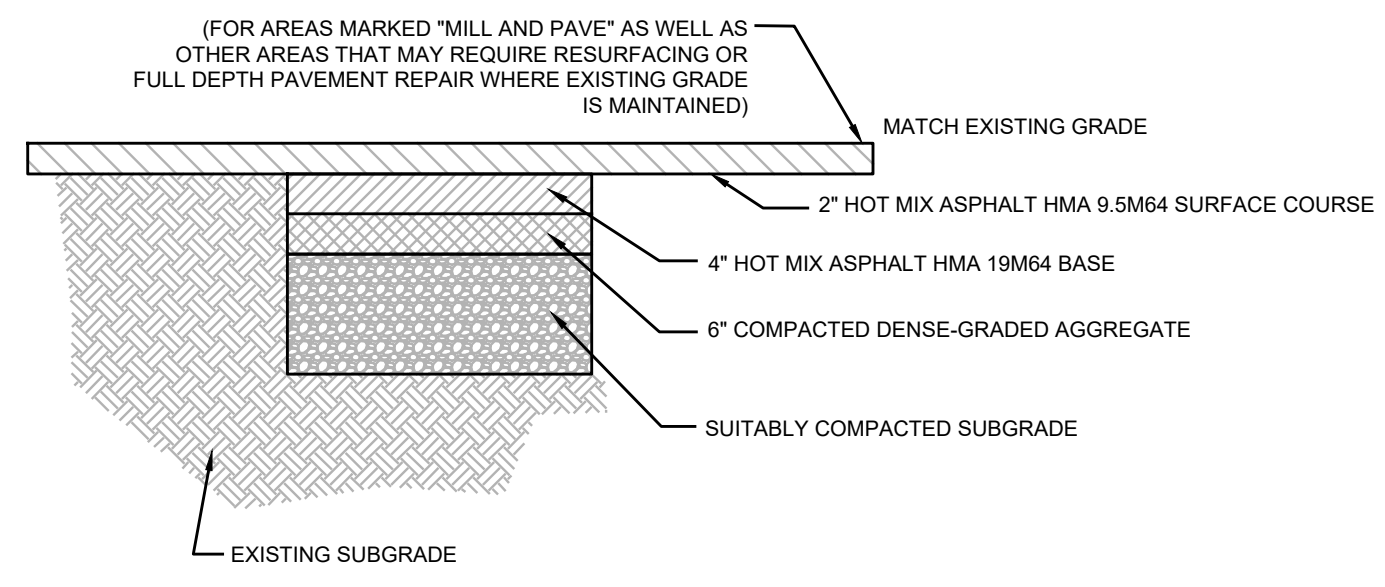 (FOR AREAS MARKED "MILL AND PAVE" AS WELL AS
OTHER AREAS THAT MAY REQUIRE RESURFACING OR
FULL DEPTH PAVEMENT REPAIR WHERE EXISTING GRADE
IS MAINTAINED)
MATCH EXISTING GRADE
2" HOT MIX ASPHALT HMA 9.5M64 SURFACE COURSE
4" HOT MIX ASPHALT HMA 19M64 BASE
6" COMPACTED DENSE-GRADED AGGREGATE
SUITABLY COMPACTED SUBGRADE
EXISTING SUBGRADE